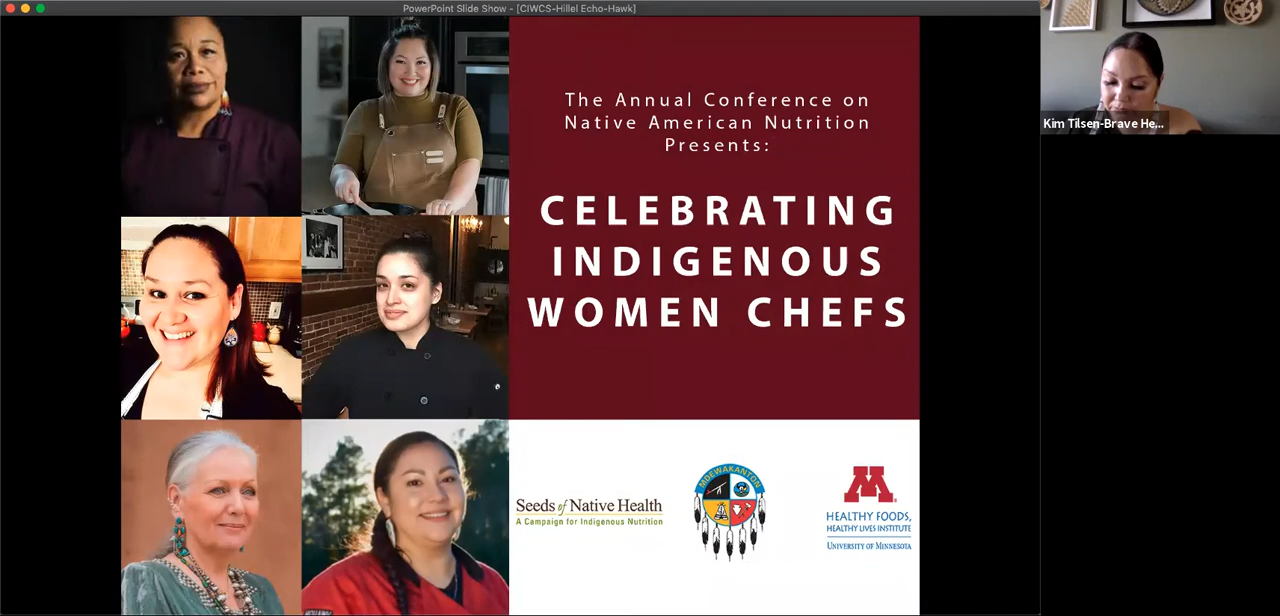 PowerPoint Slide Show - [CIWCS-Hillel Echo-Hawk]
The Annual Conference on
Native American Nutrition
Presents:
CELEBRATING
INDIGENOUS
WOMEN CHEFS
Seeds of Native Health
A Campaign for Indigenous Nutrition
MDEWAKANTON
M
HEALTHY FOODS,
HEALTHY LIVES INSTITUTE
UNIVERSITY OF MINNESOTA
Kim Tilsen-Brave He...